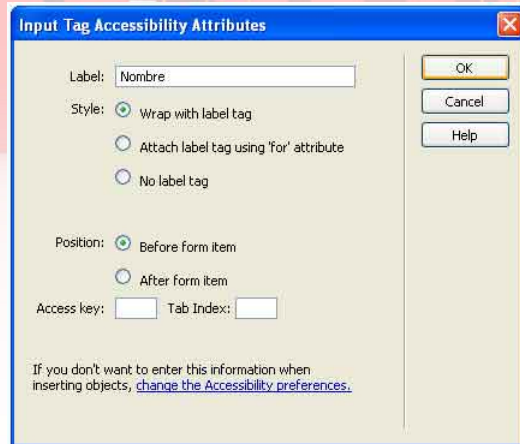 Input Tag Accessibility Attributes
Label: Nombre
OK
Style: Wrap with label tag
Cancel
Attach label tag using 'for' attribute
Help
No label tag
Position: Before form item
After form item
Access key: Tab Index:
If you don't want to enter this information when
inserting objects, change the Accessibility preferences.